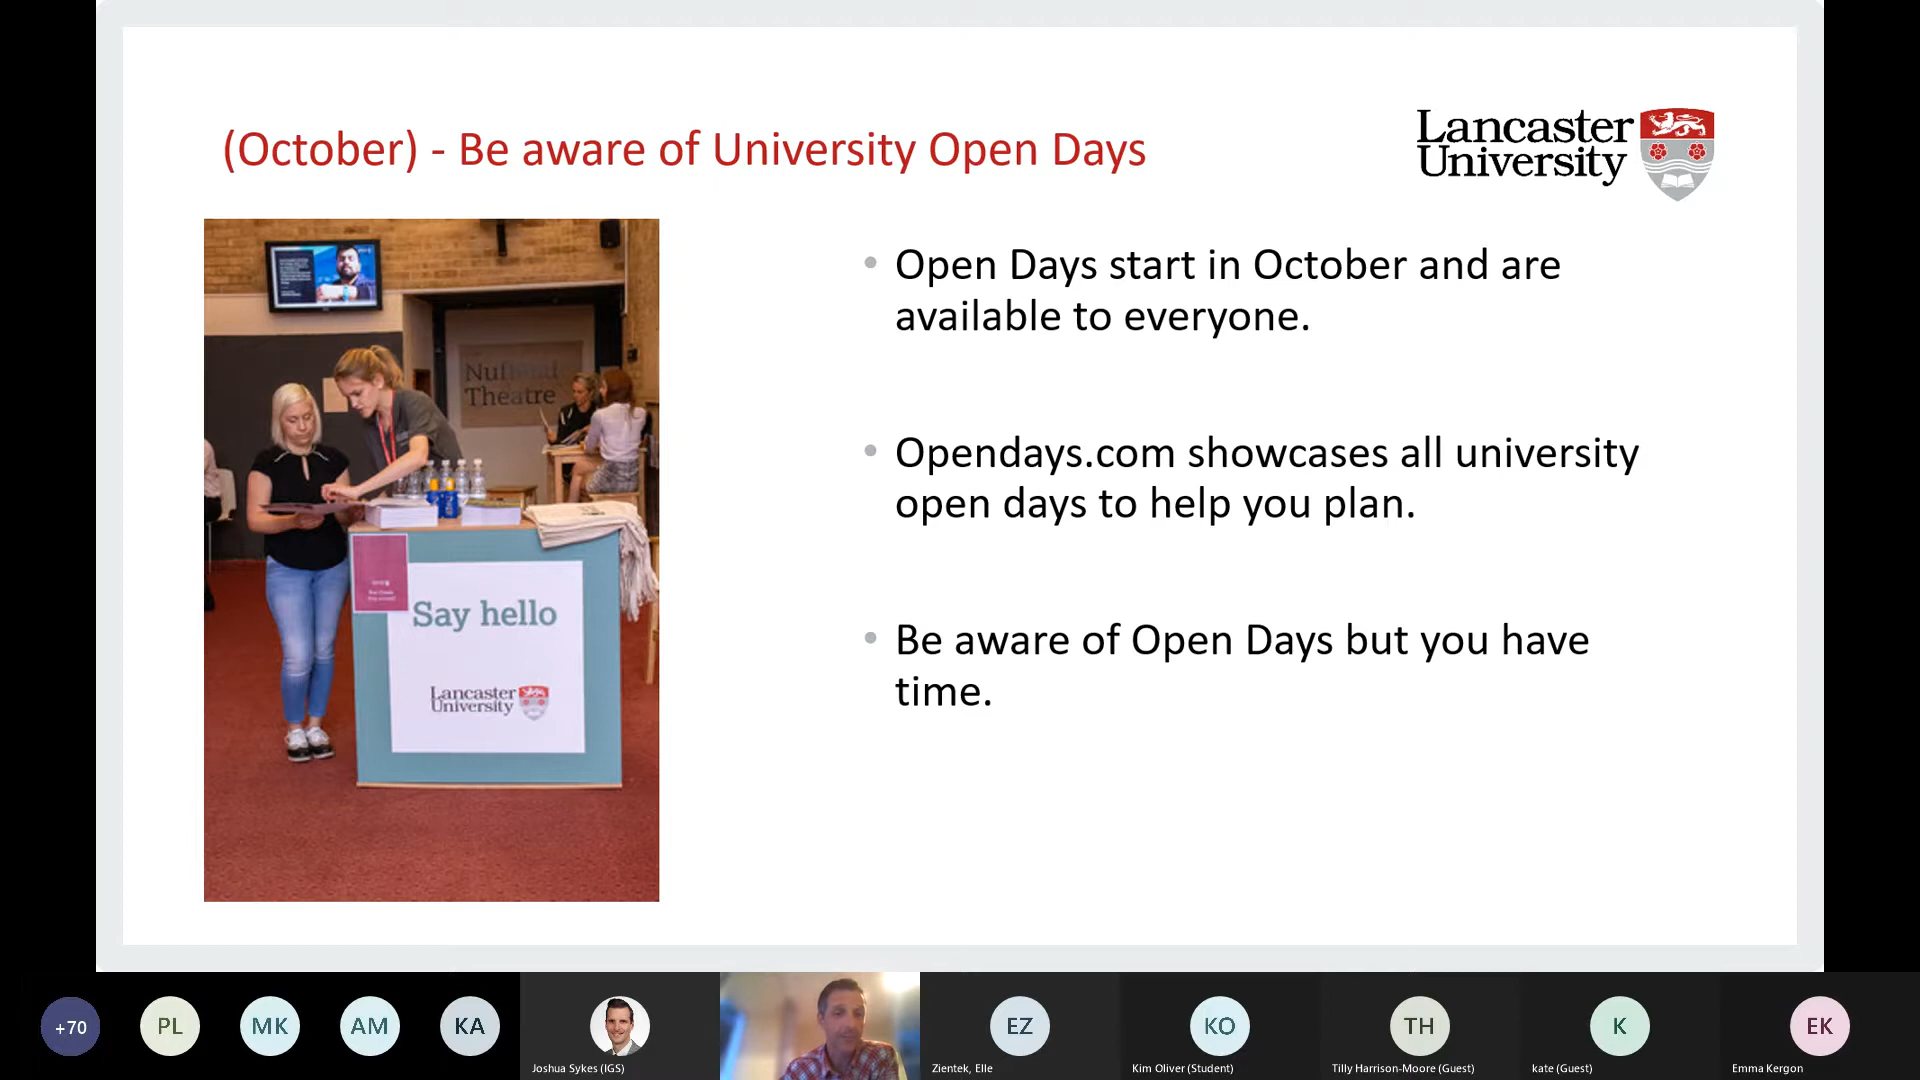 (October) - Be aware of University Open Days
Lancaster
University
Nuffield
Theatre
Say hello
Lancaster
University
• Open Days start in October and are
available to everyone.
• Opendays.com showcases all university
open days to help you plan.
• Be aware of Open Days but you have
time.
+70
PL
MK
AM
KA
Joshua Sykes (IGS)
EZ
Zientek, Elle
KO
Kim Oliver (Student)
TH
Tilly Harrison-Moore (Guest)
K
kate (Guest)
EK
Emma Kergon